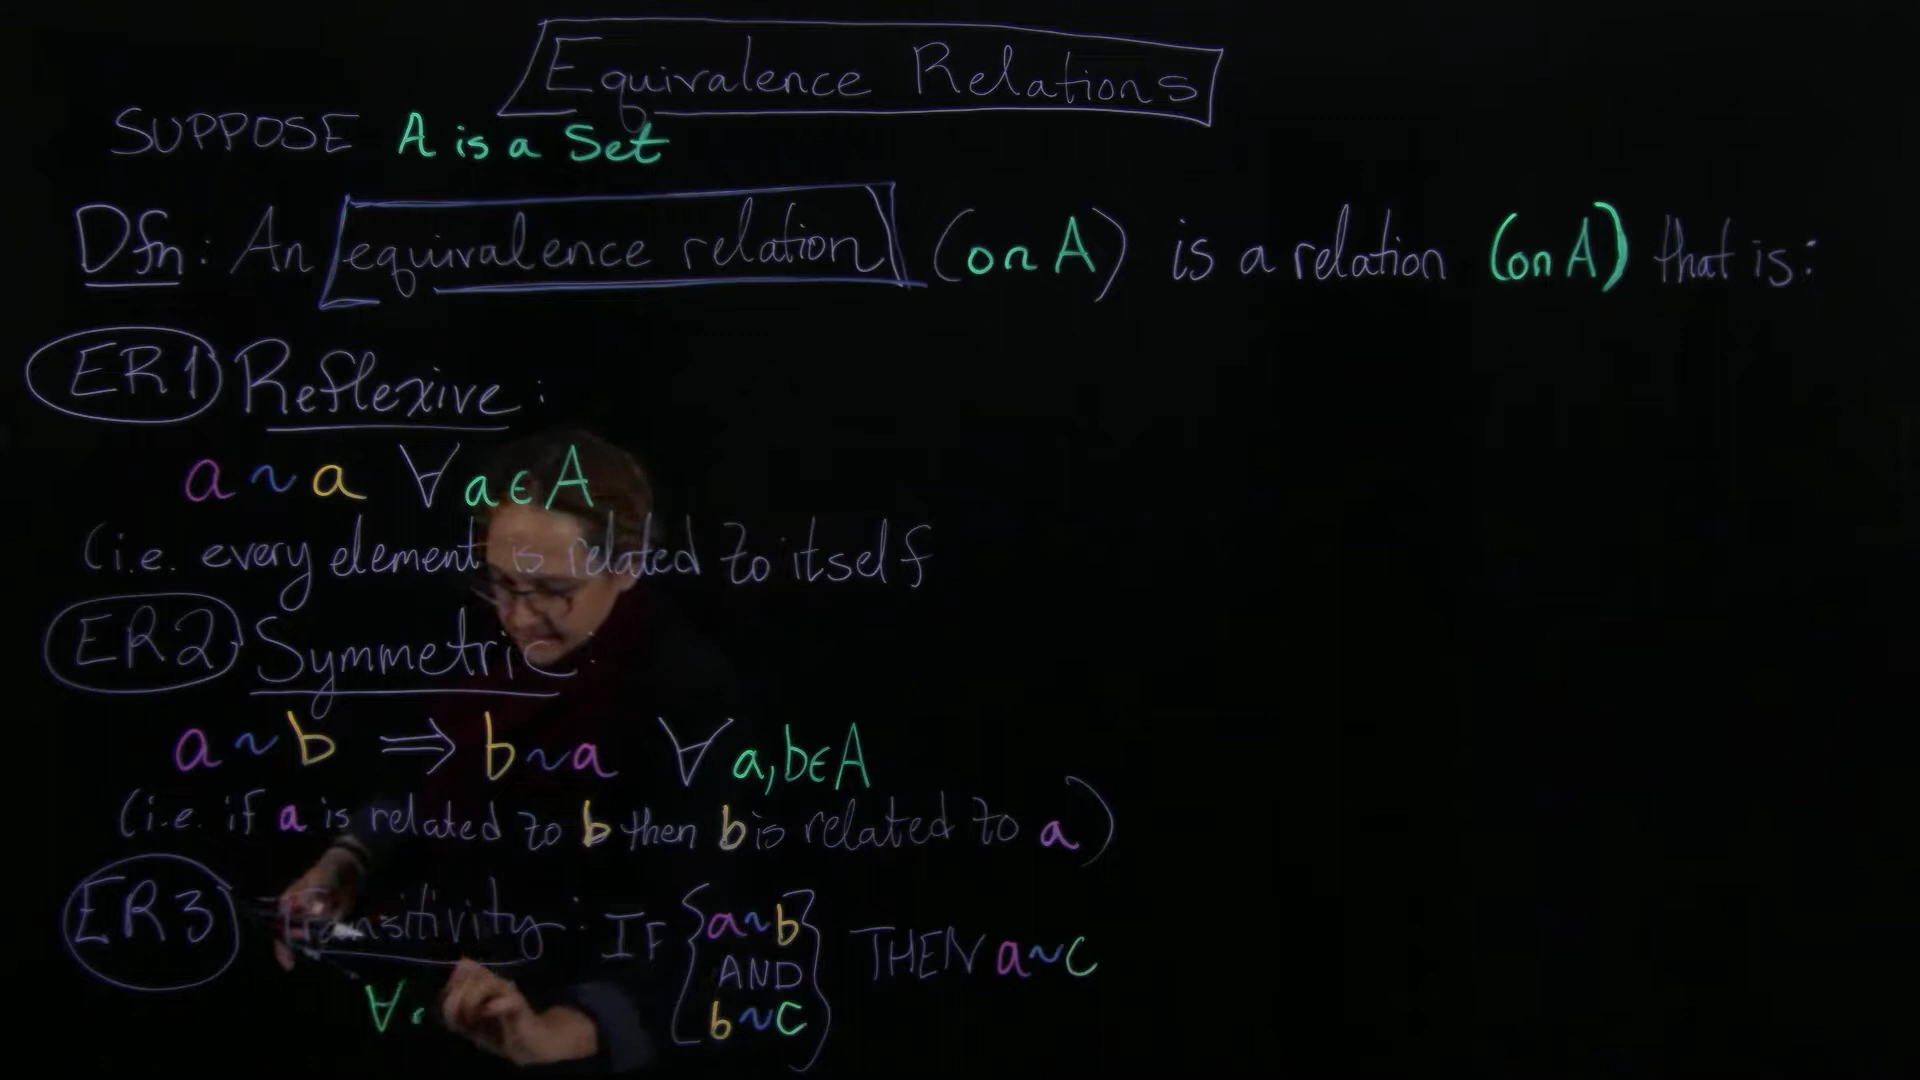 Equivalence Relations
SUPPOSE A is a Set
Dfn: An equivalence relation (on A) is a relation (on A) that is:
ER1 Reflexive:
a ~ a ∀ a ∈ A
(i.e. every element is related to itself
ER2 Symmetric:
a ~ b ⇒ b ~ a ∀ a, b ∈ A
(i.e. if a is related to b then b is related to a)
ER3 Transitivity: IF { a ~ b AND b ~ c } THEN a ~ c
∀